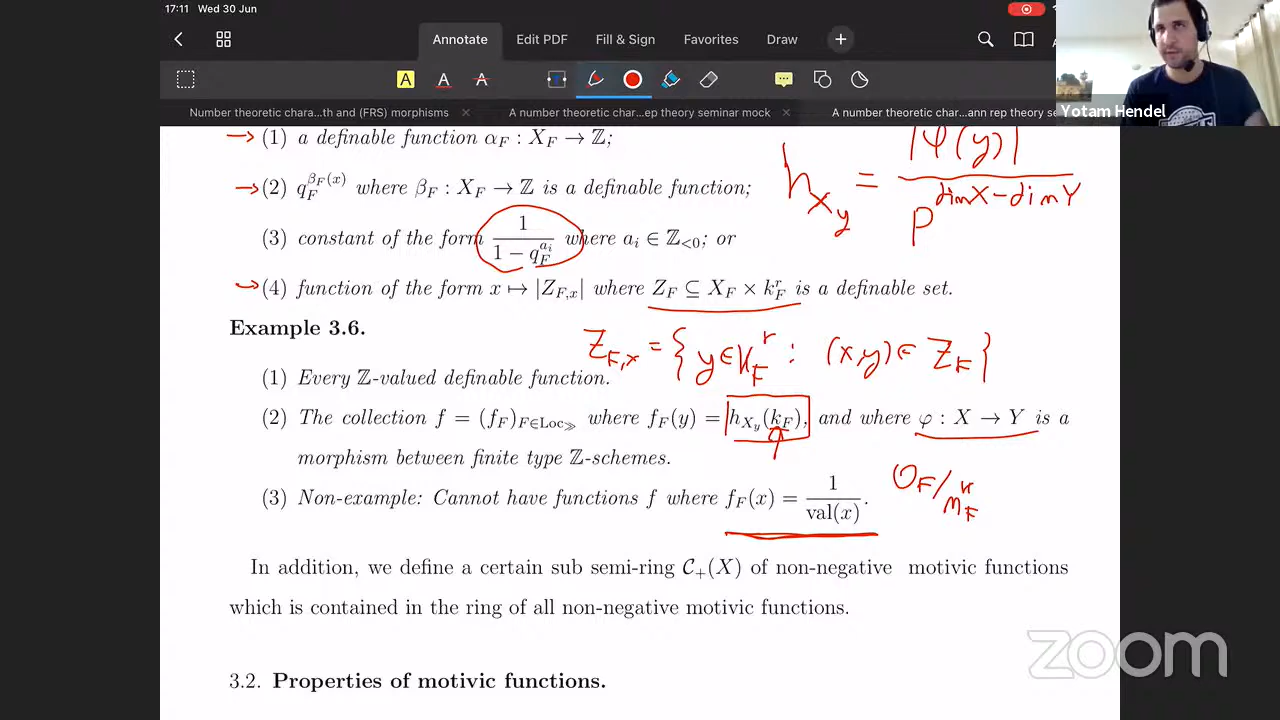 17:11 Wed 30 Jun
Annotate Edit PDF Fill & Sign Favorites Draw
Number theoretic chara…th and (FRS) morphisms
A number theoretic char…ep theory seminar mock
A number theoretic char…ann rep theory se
Yotam Hendel
(1) a definable function α_F : X_F → ℤ;
(2) q_F^{β_F(x)} where β_F : X_F → ℤ is a definable function;
h_{X_y} = |φ(y)| / p^{dim X - dim Y}
(3) constant of the form 1/(1 − q_F^{a_i}) where a_i ∈ ℤ_{<0}; or
(4) function of the form x ↦ |Z_{F,x}| where Z_F ⊆ X_F × k_F^r is a definable set.
Example 3.6.
Z_{F,x} = { y ∈ k_F^r : (x,y) ∈ Z_F }
(1) Every ℤ-valued definable function.
(2) The collection f = (f_F)_{F∈Loc_≫} where f_F(y) = h_{X_y}(k_F), and where φ : X → Y is a
morphism between finite type ℤ-schemes.
(3) Non-example: Cannot have functions f where f_F(x) = 1/val(x).
O_F/m_F^k
In addition, we define a certain sub semi-ring 𝒞_+(X) of non-negative motivic functions
which is contained in the ring of all non-negative motivic functions.
3.2. Properties of motivic functions.
zoom